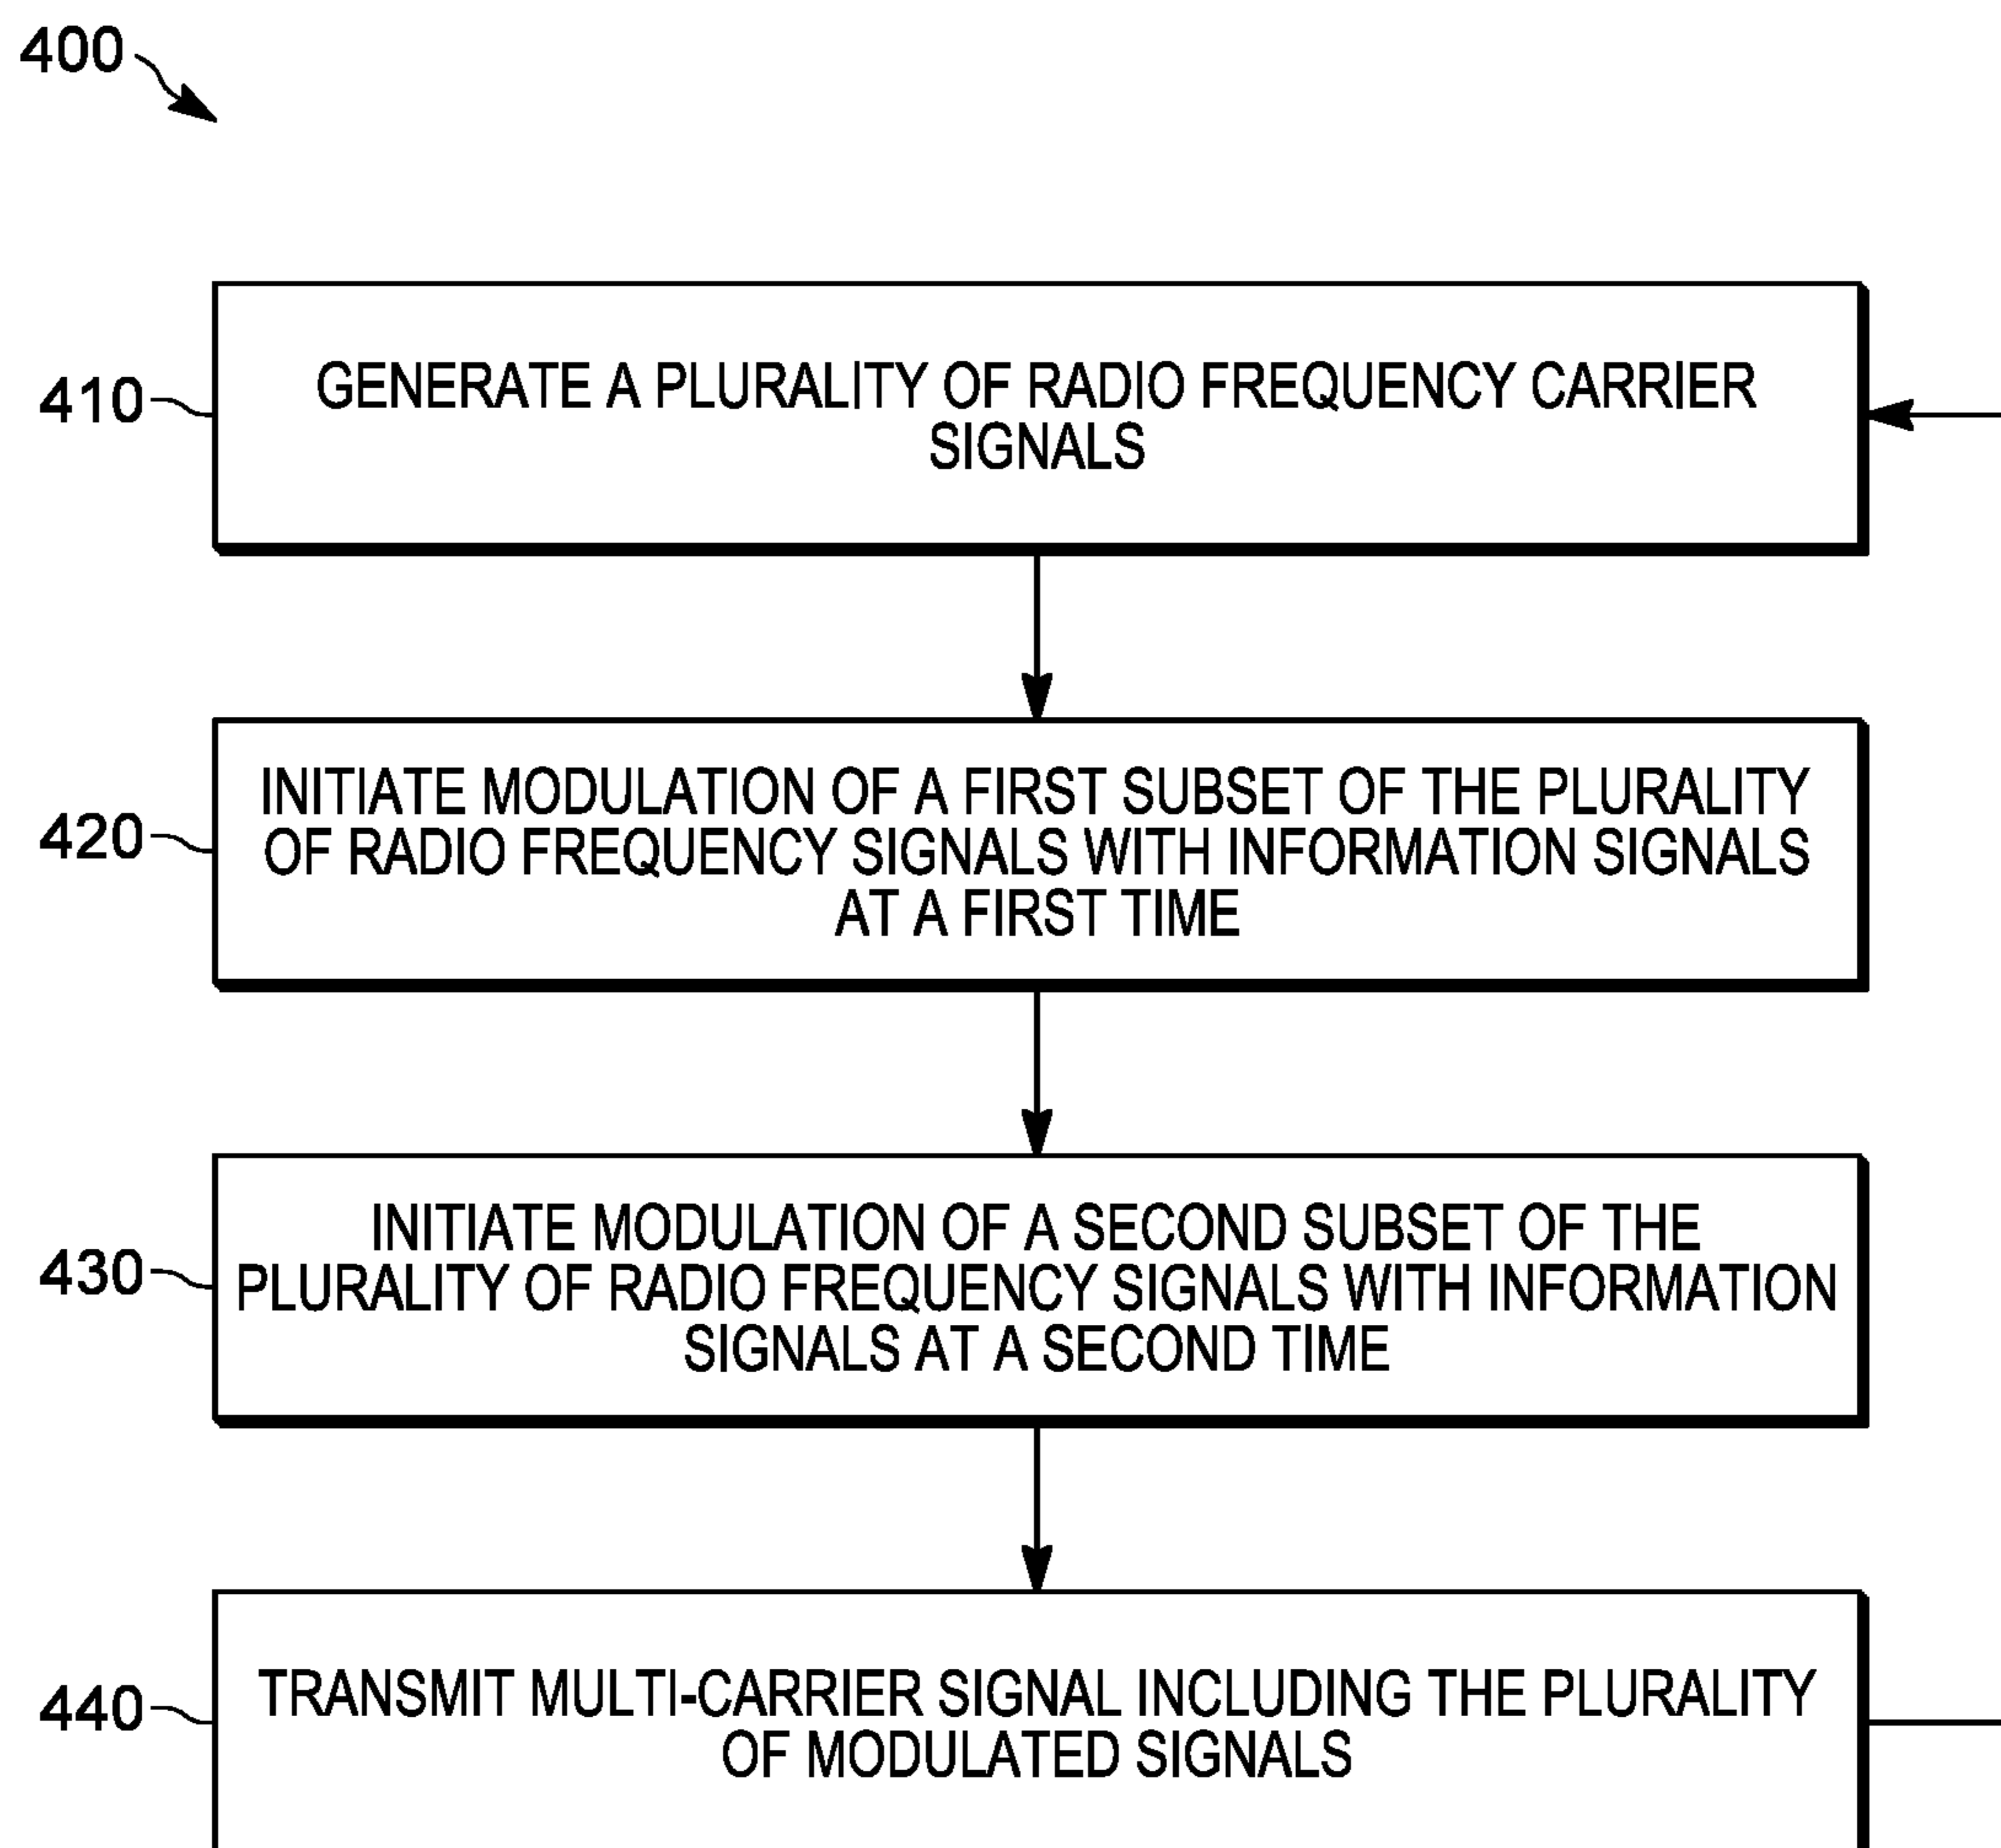 400
410
GENERATE A PLURALITY OF RADIO FREQUENCY CARRIER
SIGNALS
420
INITIATE MODULATION OF A FIRST SUBSET OF THE PLURALITY
OF RADIO FREQUENCY SIGNALS WITH INFORMATION SIGNALS
AT A FIRST TIME
430
INITIATE MODULATION OF A SECOND SUBSET OF THE
PLURALITY OF RADIO FREQUENCY SIGNALS WITH INFORMATION
SIGNALS AT A SECOND TIME
440
TRANSMIT MULTI-CARRIER SIGNAL INCLUDING THE PLURALITY
OF MODULATED SIGNALS